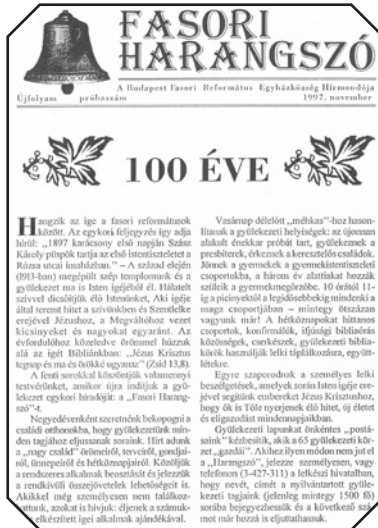 FASORI
HARANGSZÓ
A Budapest Fasori Református Egyházközség Hírmondója
Újfolyam próbaszám 1997. november
100 ÉVE
Hangzik az ige a fasori reformátusok
között. Az egykori feljegyzés így adja
hírül: „1897 karácsony első napján Szász
Károly püspök tartja az első istentiszteletet a
Rózsa utcai imaházban." – A század elején
(1913-ban) megépült szép templomunk és a
gyülekezet ma is Isten igéjéből él. Hálatelt
szívvel dicsőítjük élő Istenünket, Aki igéje
által teremt hitet a szívünkben és Szentlelke
erejével Jézushoz, a Megváltóhoz vezet
kicsinyeket és nagyokat egyaránt. Az
évfordulóhoz közeledve örömmel húzzuk
alá az igét Bibliánkban: „Jézus Krisztus
tegnap és ma és örökké ugyanaz" (Zsid 13,8).
A fenti sorokkal köszöntjük valamennyi
testvérünket, amikor újra indítjuk a gyü-
lekezet egykori híradóját: a „Fasori Harang-
szó"-t.
Negyedévenként szeretnénk bekopogni a
családi otthonokba, hogy gyülekezetünk min-
den tagjához eljussanak soraink. Hírt adunk
a „nagy család" öröméiről, terveiről, gondjai-
ról, ünnepeiről és hétköznapjairól. Közöljük
a rendszeres alkalmak beosztását és jelezzük
a rendkívüli összejövetelek lehetőségeit is.
Akikkel még személyesen nem találkoz-
tunk, azokat is hívjuk: éljenek a számuk-
ra elkészített igei alkalmak ajándékával.
Vasárnap délelőtt „méhkas"-hoz hason-
lítanak a gyülekezeti helyiségek: az újonnan
alakult énekkar próbát tart, gyülekeznek a
presbiterek, érkeznek a keresztelős családok.
Jönnek a gyermekek a gyermekistentiszteleti
csoportokba, a három év alattiakat hozzák
szüleik a gyermekmegőrzőbe. 10 órától 11-
ig a picinyektől a legidősebbekig mindenki a
maga csoportjában – mintegy ötszázan
vagyunk már! A hétköznapokat hittanos
csoportok, konfirmálók, ifjúsági bibliaórás
közösségek, cserkészek, gyülekezeti biblia-
körök használják lelki táplálkozásra, együtt-
létekre.
Egyre szaporodnak a személyes lelki
beszélgetések, amelyek során Isten igéje ere-
jével segítünk embereket Jézus Krisztushoz,
hogy ők is Tőle nyerjenek élő hitet, új életet
és eligazodást mindennapjaikban.
Gyülekezeti lapunkat önkéntes „postá-
saink" kézbesítik, akik a 65 gyülekezeti kör-
zet „gazdái". Akihez ilyen módon nem jut el
a „Harangszó", jelezze személyesen, vagy
telefonon (3-427-311) a lelkészi hivatalban,
hogy nevét, címét a nyilvántartott gyüle-
kezeti tagjaink (jelenleg mintegy 1500 fő)
sorába bejegyezhessük és a következő szá-
mot már hozzá is eljuttathassuk.